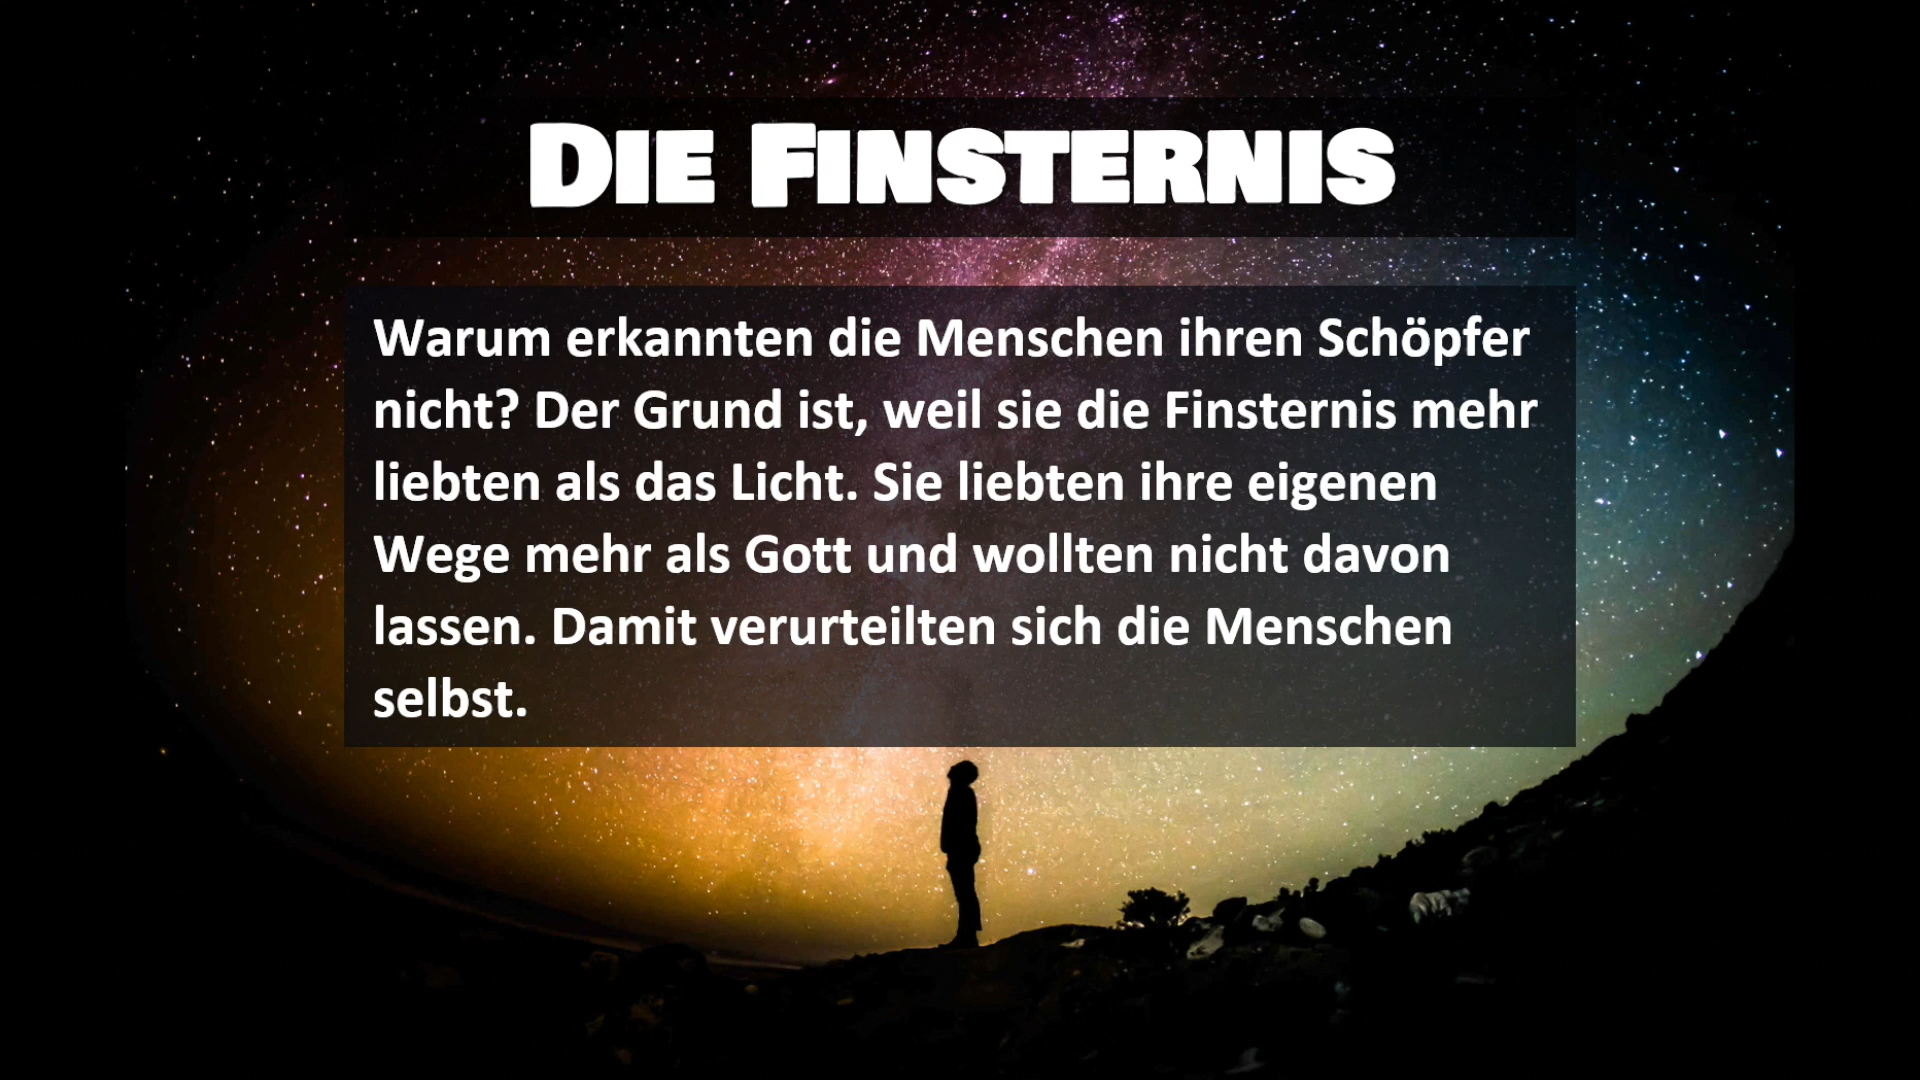 Die Finsternis
Warum erkannten die Menschen ihren Schöpfer
nicht? Der Grund ist, weil sie die Finsternis mehr
liebten als das Licht. Sie liebten ihre eigenen
Wege mehr als Gott und wollten nicht davon
lassen. Damit verurteilten sich die Menschen
selbst.